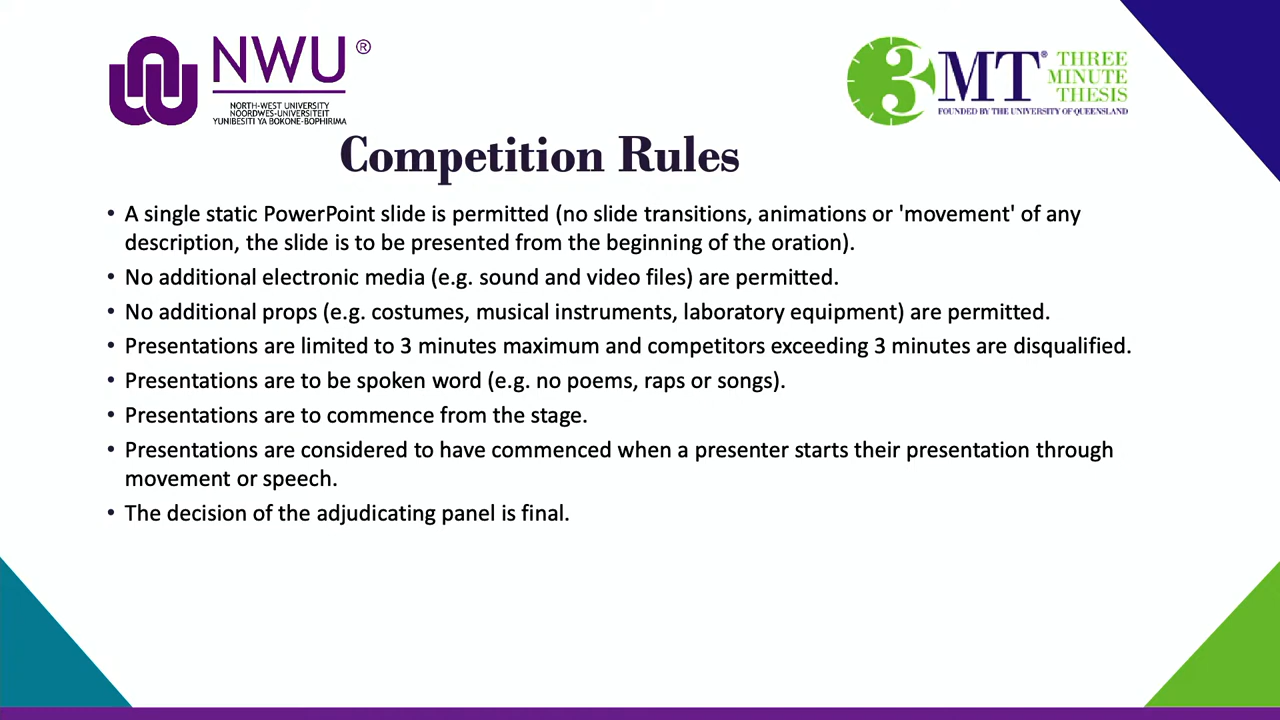 NWU®
NORTH-WEST UNIVERSITY
NOORDWES-UNIVERSITEIT
YUNIBESITI YA BOKONE-BOPHIRIMA
3MT® THREE
MINUTE
THESIS
FOUNDED BY THE UNIVERSITY OF QUEENSLAND
Competition Rules
• A single static PowerPoint slide is permitted (no slide transitions, animations or 'movement' of any
description, the slide is to be presented from the beginning of the oration).
• No additional electronic media (e.g. sound and video files) are permitted.
• No additional props (e.g. costumes, musical instruments, laboratory equipment) are permitted.
• Presentations are limited to 3 minutes maximum and competitors exceeding 3 minutes are disqualified.
• Presentations are to be spoken word (e.g. no poems, raps or songs).
• Presentations are to commence from the stage.
• Presentations are considered to have commenced when a presenter starts their presentation through
movement or speech.
• The decision of the adjudicating panel is final.